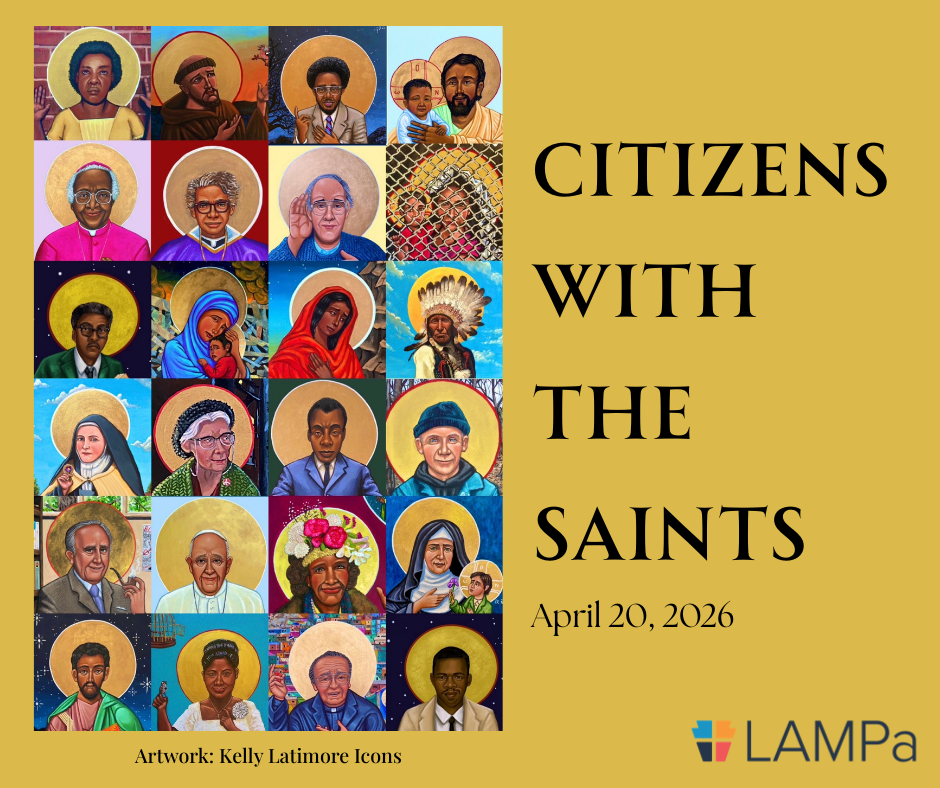 CITIZENS
WITH
THE
SAINTS
April 20, 2026
Artwork: Kelly Latimore Icons
LAMPa